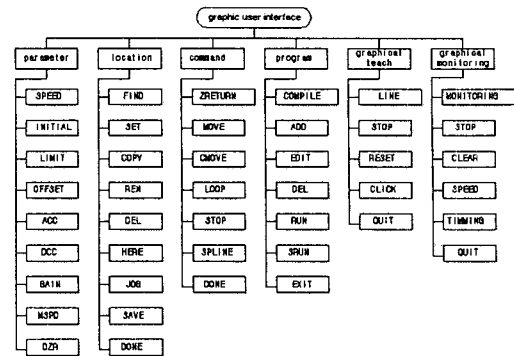 graphic user interface
parameter
location
command
program
graphical
teach
graphical
monitoring
SPEED
INITIAL
LIMIT
OFFSET
ACC
DCC
GAIN
MSPD
DZR
FIND
SET
COPY
REN
DEL
HERE
JOB
SAVE
DONE
ZRETURN
MOVE
CMOVE
LOOP
STOP
SPLINE
DONE
COMPILE
ADD
EDIT
DEL
RUN
SRUN
EXIT
LINE
STOP
RESET
CLICK
QUIT
MONITORING
STOP
CLEAR
SPEED
TIMMING
QUIT